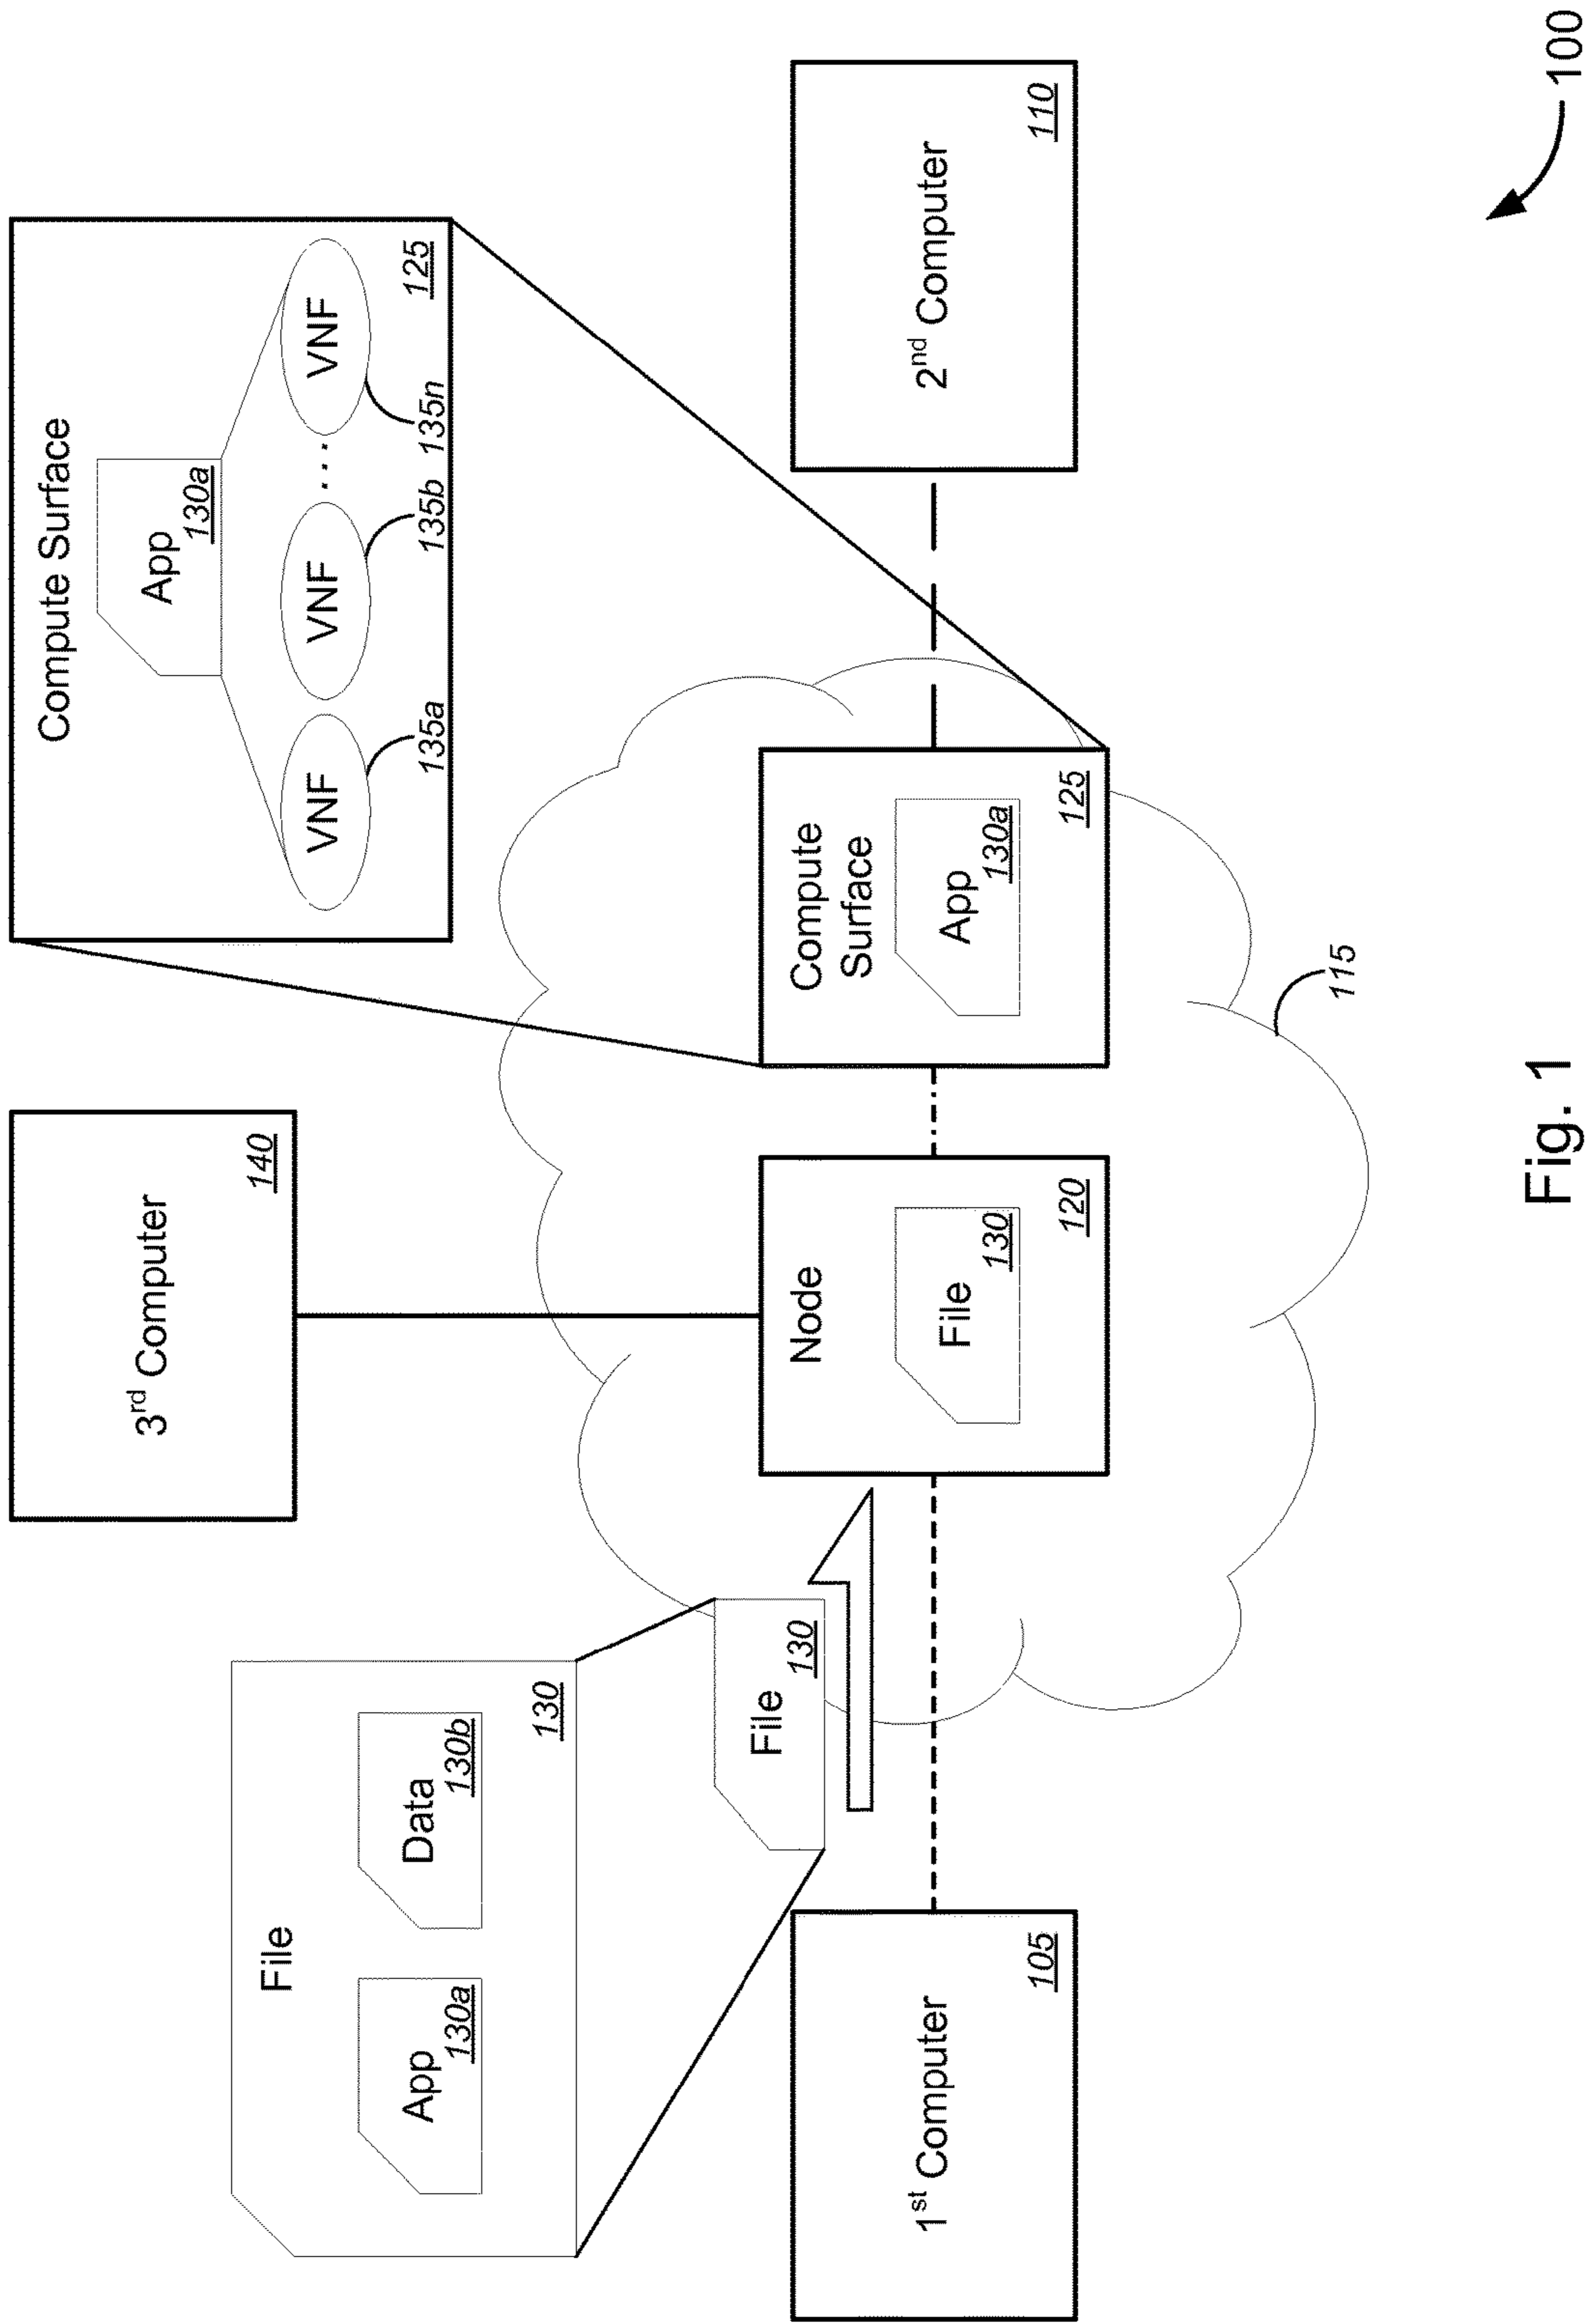 Compute Surface
App
130a
VNF
VNF
...
VNF
135a
135b
135n
125
3rd Computer
140
File
App
130a
Data
130b
130
File
130
1st Computer
105
Node
File
130
120
Compute
Surface
App
130a
125
2nd Computer
110
115
Fig. 1
100